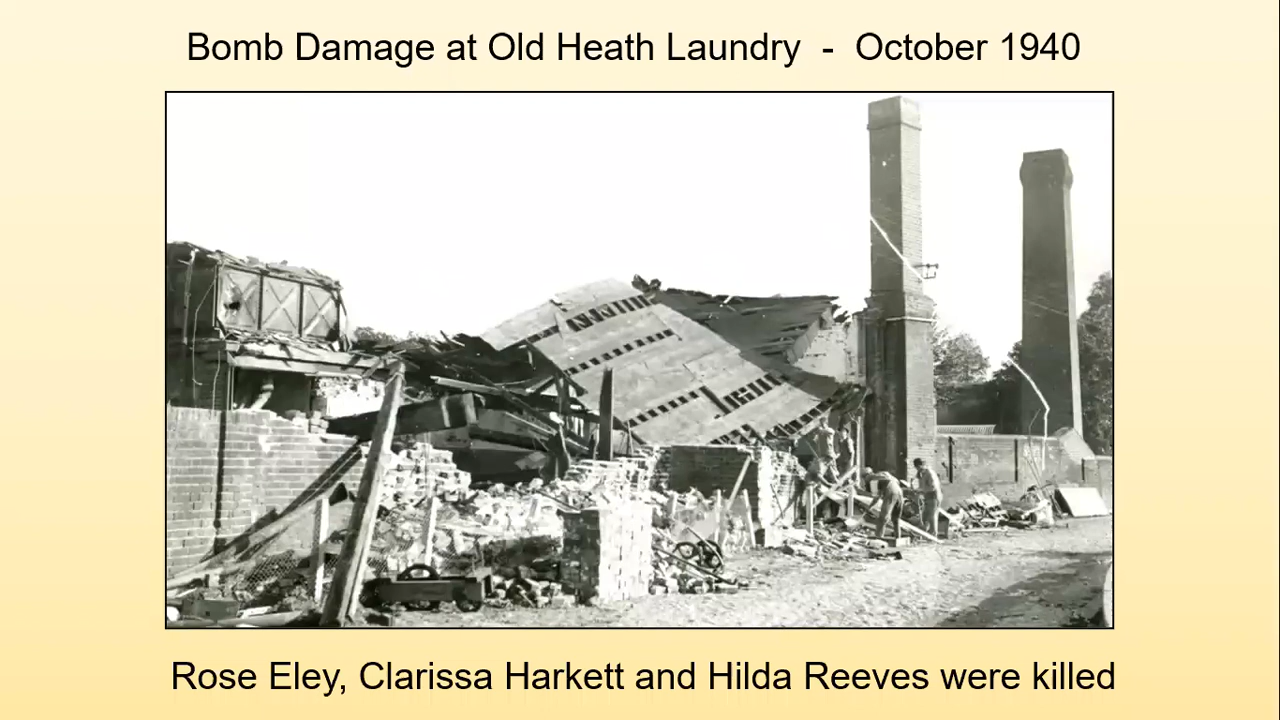 Bomb Damage at Old Heath Laundry - October 1940
Rose Eley, Clarissa Harkett and Hilda Reeves were killed